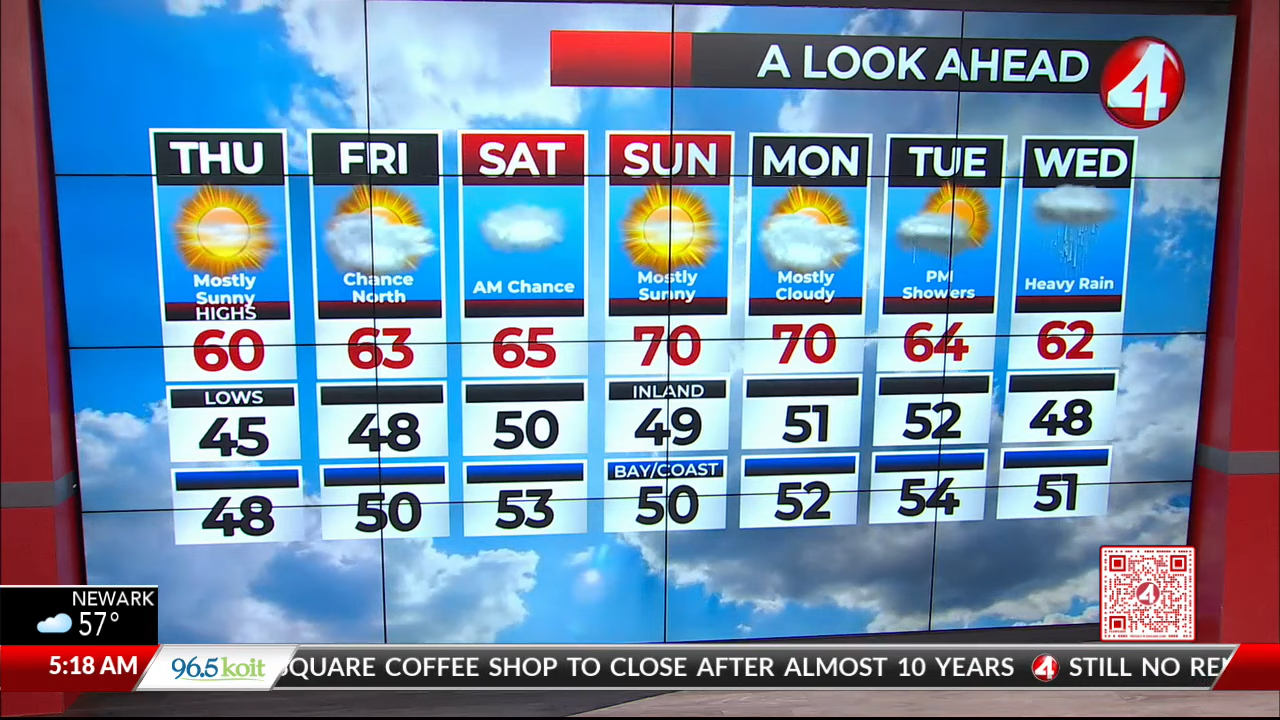 A LOOK AHEAD 4
THU FRI SAT SUN MON TUE WED
Mostly Sunny
Chance North
AM Chance
Mostly Sunny
Mostly Cloudy
PM Showers
Heavy Rain
HIGHS
60 63 65 70 70 64 62
LOWS INLAND
45 48 50 49 51 52 48
BAY/COAST
48 50 53 50 52 54 51
4
NEWARK
57°
5:18 AM 96.5 koit SQUARE COFFEE SHOP TO CLOSE AFTER ALMOST 10 YEARS 4 STILL NO